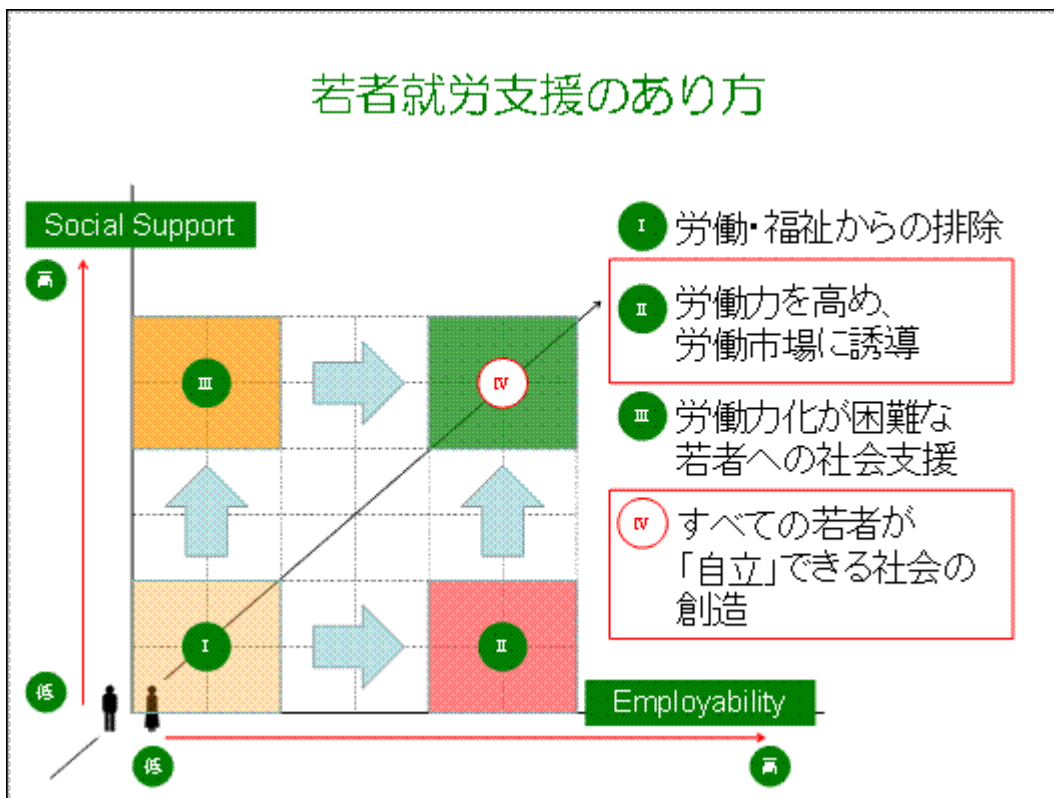 若者就労支援のあり方
Social Support
高
低
Ⅲ
Ⅳ
Ⅰ
Ⅱ
Employability
低
高
Ⅰ 労働・福祉からの排除
Ⅱ 労働力を高め、
労働市場に誘導
Ⅲ 労働力化が困難な
若者への社会支援
Ⅳ すべての若者が
「自立」できる社会の
創造